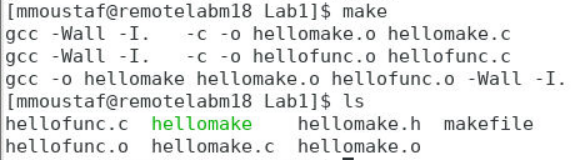 [mmoustaf@remotelabm18 Lab1]$ make
gcc -Wall -I.   -c -o hellomake.o hellomake.c
gcc -Wall -I.   -c -o hellofunc.o hellofunc.c
gcc -o hellomake hellomake.o hellofunc.o -Wall -I.
[mmoustaf@remotelabm18 Lab1]$ ls
hellofunc.c  hellomake    hellomake.h  makefile
hellofunc.o  hellomake.c  hellomake.o